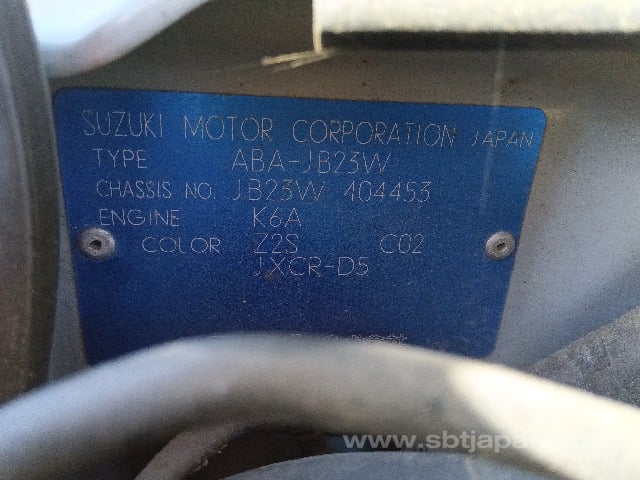 SUZUKI MOTOR CORPORATION JAPAN
TYPE ABA-JB23W
CHASSIS NO. JB23W 404453
ENGINE K6A
COLOR Z2S C02
JXCR-D5
www.sbtjapan